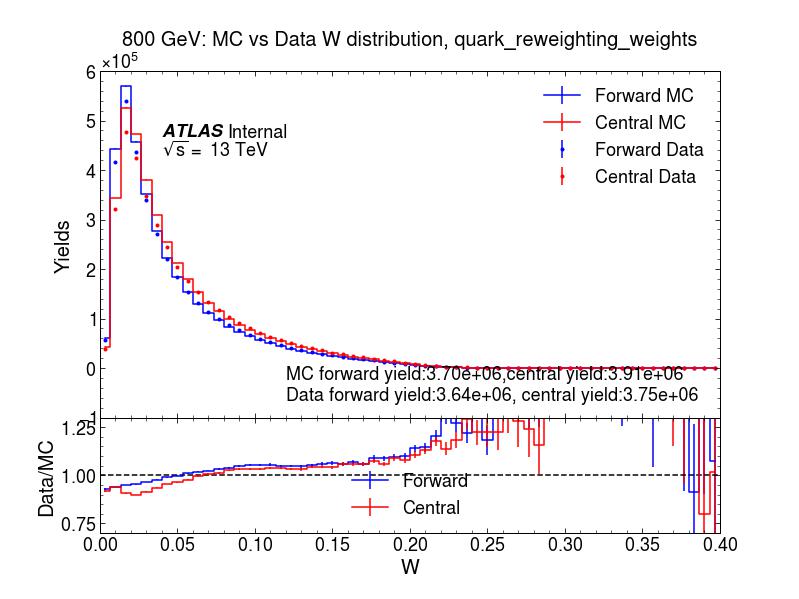 800 GeV: MC vs Data W distribution, quark_reweighting_weights
×10⁵
6
5
4
3
2
1
0
1
Yields
ATLAS Internal
√s = 13 TeV
Forward MC
Central MC
Forward Data
Central Data
MC forward yield:3.70e+06,central yield:3.91e+06
Data forward yield:3.64e+06, central yield:3.75e+06
1.25
1.00
0.75
Data/MC
Forward
Central
0.00 0.05 0.10 0.15 0.20 0.25 0.30 0.35 0.40
W